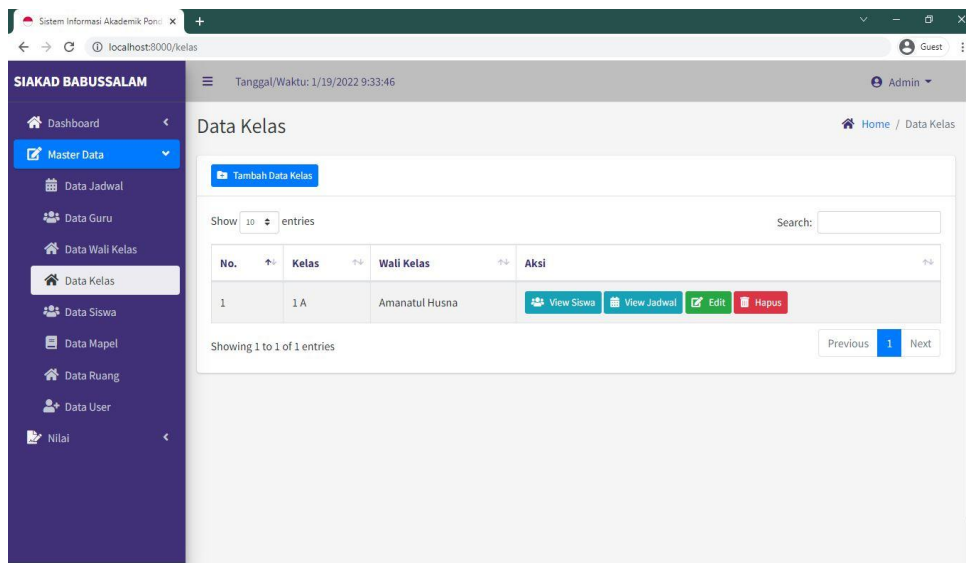 Sistem Informasi Akademik Pond
localhost:8000/kelas
Guest
SIAKAD BABUSSALAM
Tanggal/Waktu: 1/19/2022 9:33:46
Admin
Dashboard
Master Data
Data Jadwal
Data Guru
Data Wali Kelas
Data Kelas
Data Siswa
Data Mapel
Data Ruang
Data User
Nilai
Data Kelas
Home / Data Kelas
Tambah Data Kelas
Show 10 entries
Search:
No. Kelas Wali Kelas Aksi
1 1 A Amanatul Husna View Siswa View Jadwal Edit Hapus
Showing 1 to 1 of 1 entries
Previous 1 Next